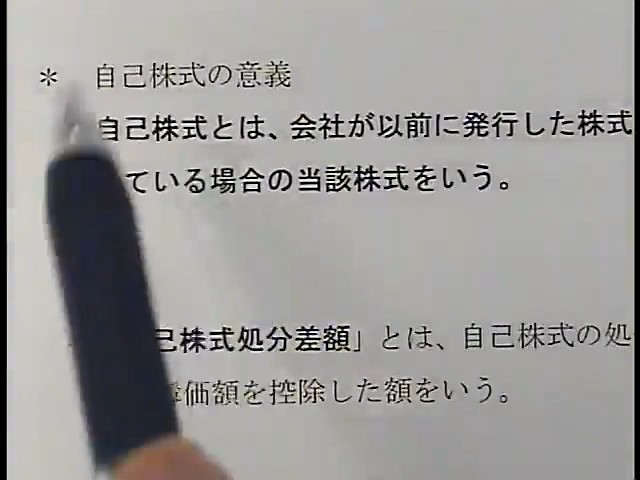 * 自己株式の意義
自己株式とは、会社が以前に発行した株式
ている場合の当該株式をいう。
己株式処分差額」とは、自己株式の処
価額を控除した額をいう。